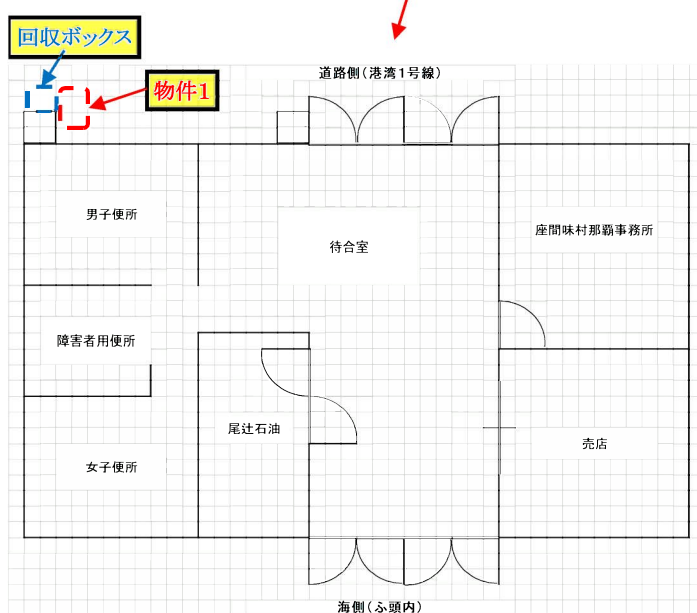 回収ボックス
道路側(港湾1号線)
物件1
男子便所
座間味村那覇事務所
待合室
障害者用便所
尾辻石油
売店
女子便所
海側(ふ頭内)